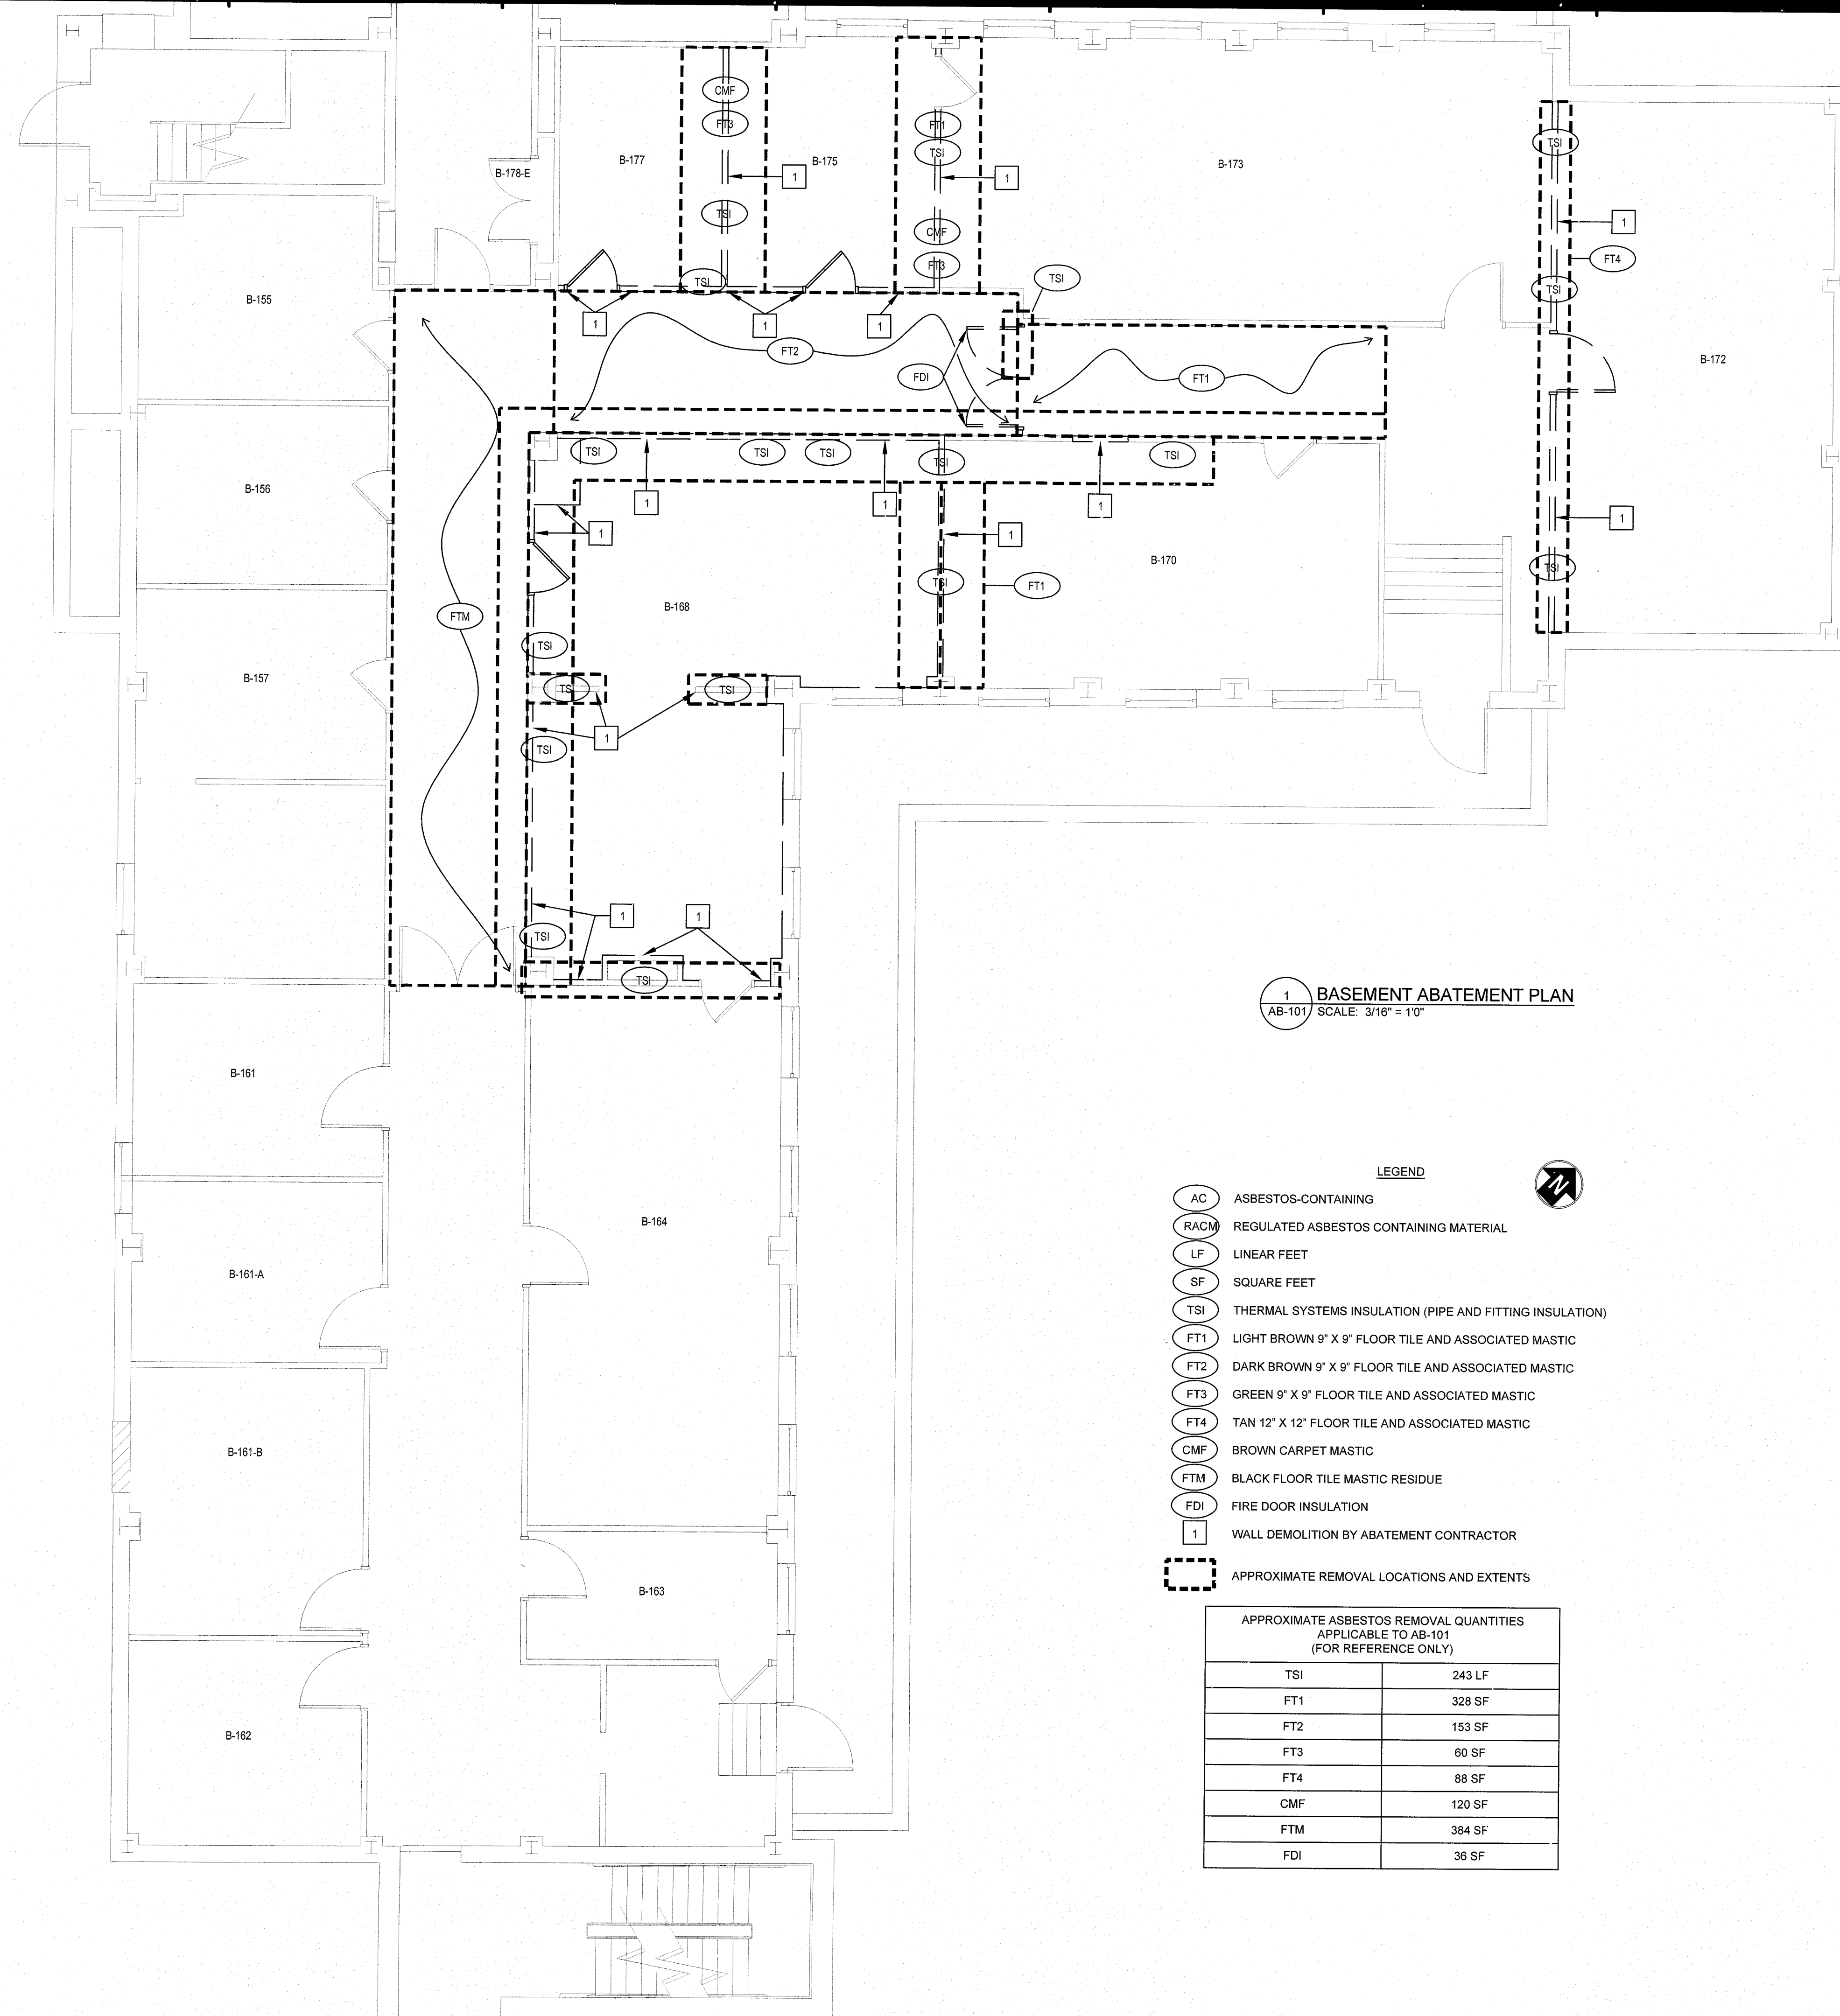 CMF
FT3
B-177
B-175
1
TSI
TSI
B-178-E
FT1
TSI
1
CMF
FT3
B-173
TSI
TSI
1
FT4
TSI
B-172
B-155
1
1
1
FT2
FDI
FT1
B-156
TSI
TSI
TSI
TSI
TSI
1
1
1
1
1
1
B-170
TSI
FT1
TSI
B-168
FTM
TSI
B-157
TSI
TSI
1
TSI
1
1
TSI
TSI
1
BASEMENT ABATEMENT PLAN
AB-101
SCALE: 3/16" = 1'0"
B-161
B-164
B-161-A
B-161-B
B-163
B-162
LEGEND
N
AC ASBESTOS-CONTAINING
RACM REGULATED ASBESTOS CONTAINING MATERIAL
LF LINEAR FEET
SF SQUARE FEET
TSI THERMAL SYSTEMS INSULATION (PIPE AND FITTING INSULATION)
FT1 LIGHT BROWN 9" X 9" FLOOR TILE AND ASSOCIATED MASTIC
FT2 DARK BROWN 9" X 9" FLOOR TILE AND ASSOCIATED MASTIC
FT3 GREEN 9" X 9" FLOOR TILE AND ASSOCIATED MASTIC
FT4 TAN 12" X 12" FLOOR TILE AND ASSOCIATED MASTIC
CMF BROWN CARPET MASTIC
FTM BLACK FLOOR TILE MASTIC RESIDUE
FDI FIRE DOOR INSULATION
1 WALL DEMOLITION BY ABATEMENT CONTRACTOR
APPROXIMATE REMOVAL LOCATIONS AND EXTENTS
APPROXIMATE ASBESTOS REMOVAL QUANTITIES
APPLICABLE TO AB-101
(FOR REFERENCE ONLY)
TSI 243 LF
FT1 328 SF
FT2 153 SF
FT3 60 SF
FT4 88 SF
CMF 120 SF
FTM 384 SF
FDI 36 SF